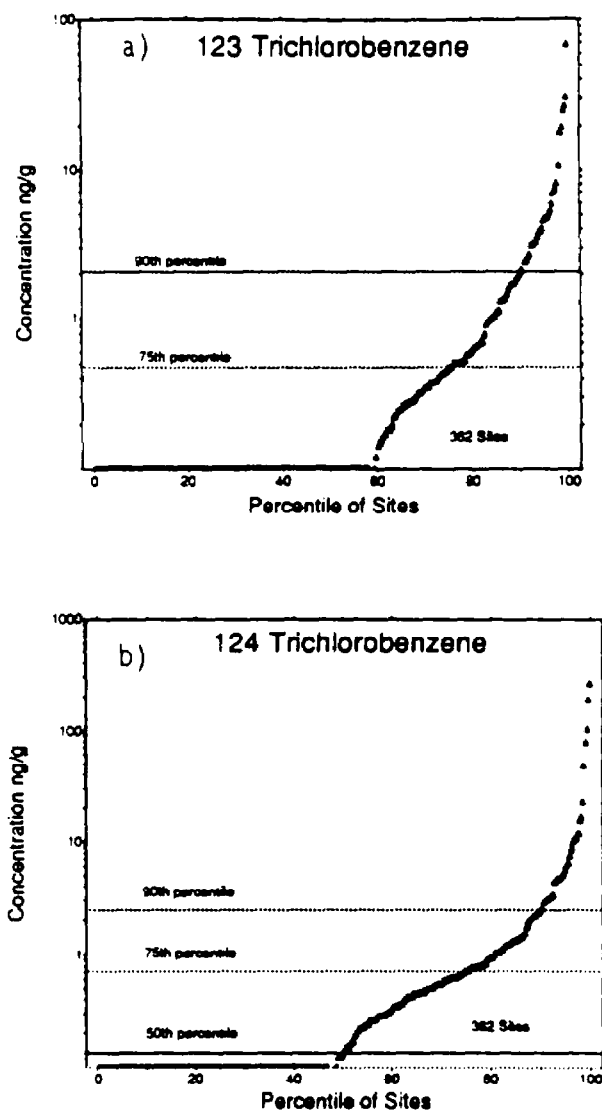 a) 123 Trichlorobenzene
100
10
1
Concentration ng/g
90th percentile
75th percentile
362 Sites
0 20 40 60 80 100
Percentile of Sites
b) 124 Trichlorobenzene
1000
100
10
1
Concentration ng/g
90th percentile
75th percentile
50th percentile
362 Sites
0 20 40 60 80 100
Percentile of Sites